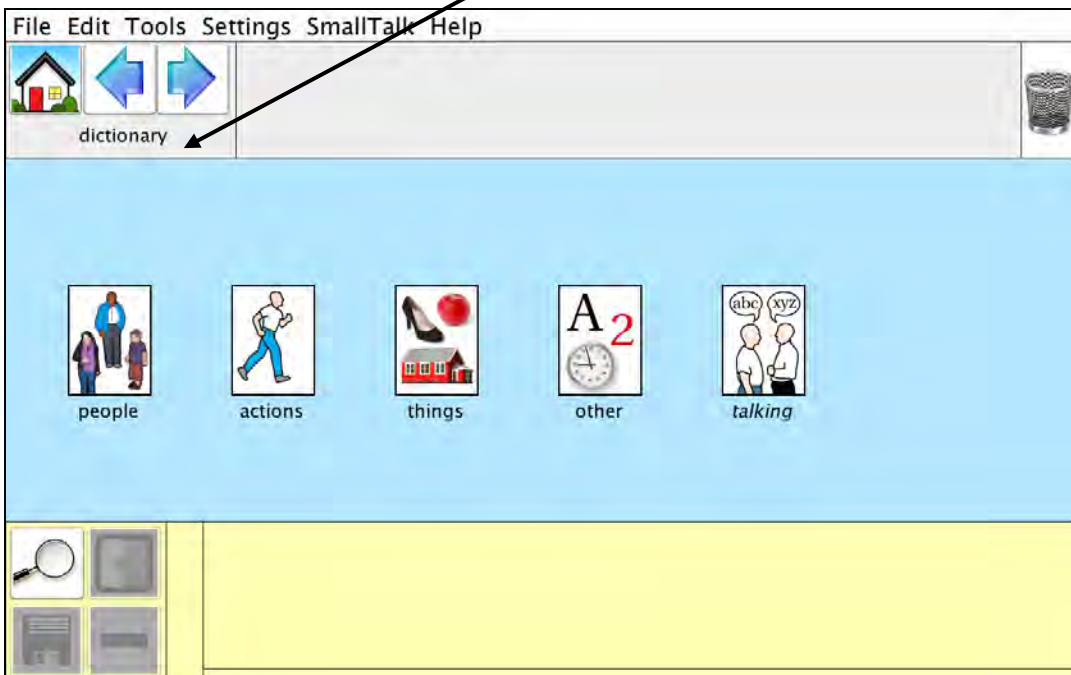 File Edit Tools Settings SmallTalk Help
dictionary
abc xyz
A 2
people actions things other talking